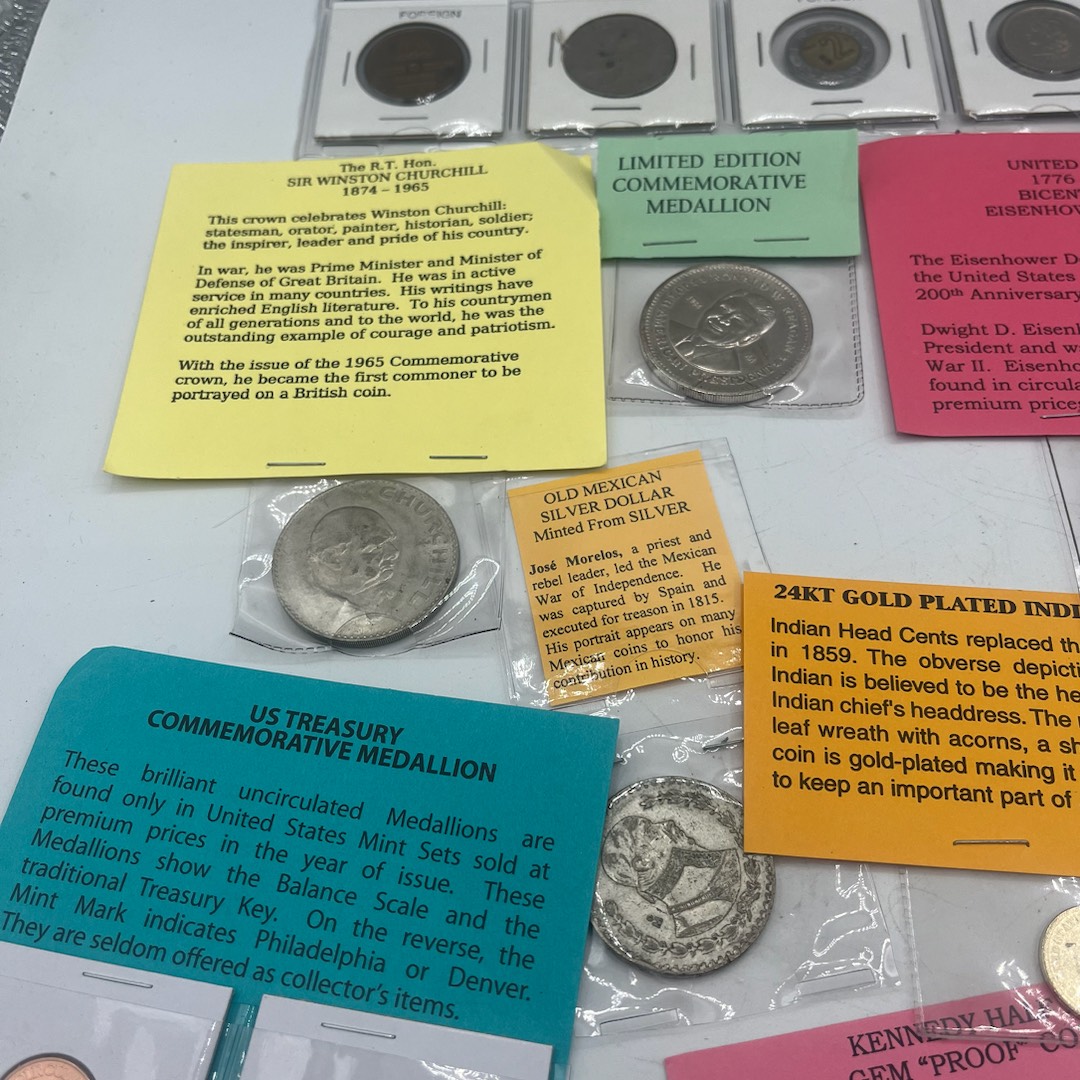 FOREIGN
The R.T. Hon.
SIR WINSTON CHURCHILL
1874 – 1965
This crown celebrates Winston Churchill:
statesman, orator, painter, historian, soldier;
the inspirer, leader and pride of his country.
In war, he was Prime Minister and Minister of
Defense of Great Britain. He was in active
service in many countries. His writings have
enriched English literature. To his countrymen
of all generations and to the world, he was the
outstanding example of courage and patriotism.
With the issue of the 1965 Commemorative
crown, he became the first commoner to be
portrayed on a British coin.
LIMITED EDITION
COMMEMORATIVE
MEDALLION
UNITED
1776
BICEN
EISENHOW
The Eisenhower D
the United States
200th Anniversary
Dwight D. Eisenh
President and w
War II. Eisenho
found in circula
premium price
CHURCHILL
OLD MEXICAN
SILVER DOLLAR
Minted From SILVER
José Morelos, a priest and
rebel leader, led the Mexican
War of Independence. He
was captured by Spain and
executed for treason in 1815.
His portrait appears on many
Mexican coins to honor his
contribution in history.
24KT GOLD PLATED INDI
Indian Head Cents replaced th
in 1859. The obverse depicti
Indian is believed to be the he
Indian chief's headdress. The
leaf wreath with acorns, a sh
coin is gold-plated making it
to keep an important part of
US TREASURY
COMMEMORATIVE MEDALLION
These brilliant uncirculated Medallions are
found only in United States Mint Sets sold at
premium prices in the year of issue. These
Medallions show the Balance Scale and the
traditional Treasury Key. On the reverse, the
Mint Mark indicates Philadelphia or Denver.
They are seldom offered as collector's items.
KENNEDY HAL
GEM "PROOF" CO